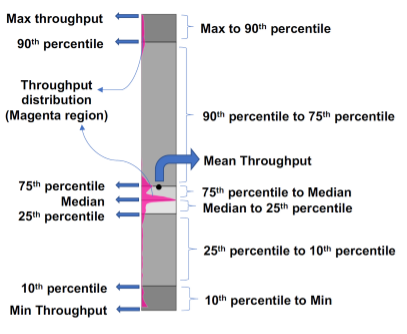 Max throughput
Max to 90th percentile
90th percentile
Throughput
distribution
(Magenta region)
90th percentile to 75th percentile
Mean Throughput
75th percentile
75th percentile to Median
Median
Median to 25th percentile
25th percentile
25th percentile to 10th percentile
10th percentile
10th percentile to Min
Min Throughput